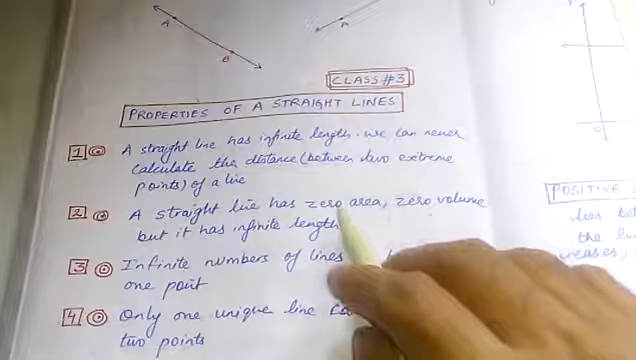 A
B
A
CLASS #3
PROPERTIES OF A STRAIGHT LINES
1 A straight line has infinite length. we can never
calculate the distance (between two extreme
points) of a line
2 A straight line has zero area, zero volume
but it has infinite length
3 Infinite numbers of lines
one point
4 Only one unique line
two points
POSITIVE
lies bet
the lin
creases,